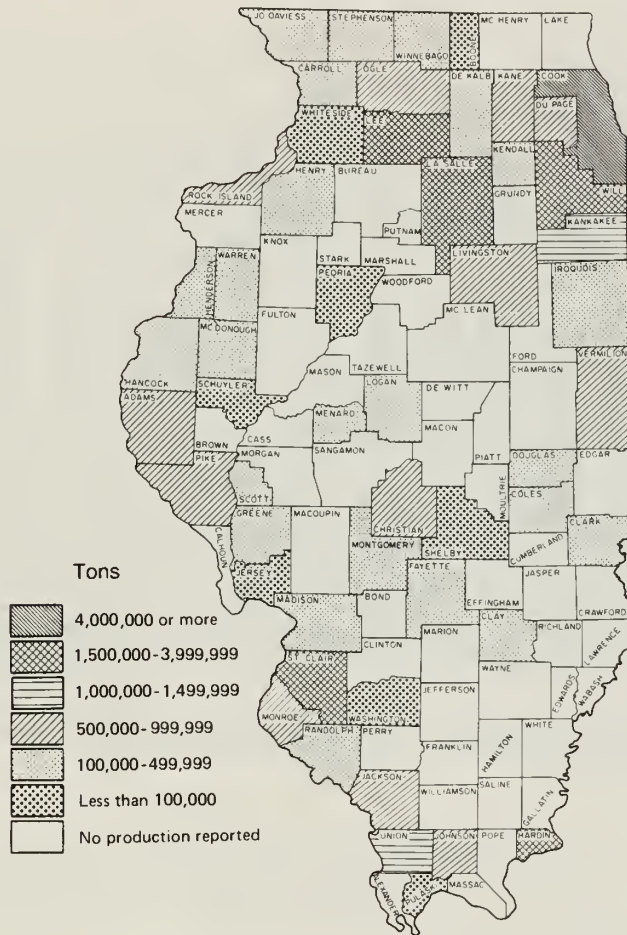 JO DAVIESS STEPHENSON WINNEBAGO BOONE MC HENRY LAKE
CARROLL OGLE DE KALB KANE COOK
DU PAGE
WHITESIDE LEE
KENDALL
LA SALLE
WILL
HENRY BUREAU
GRUNDY
ROCK ISLAND
MERCER
PUTNAM
KANKAKEE
KNOX
STARK MARSHALL
LIVINGSTON
HENDERSON WARREN
PEORIA
WOODFORD
IROQUOIS
MC LEAN
FULTON
MC DONOUGH
HANCOCK
MASON TAZEWELL
FORD
VERMILION
CHAMPAIGN
ADAMS
SCHUYLER
LOGAN
DE WITT
MENARD
BROWN CASS
MACON
PIKE MORGAN SANGAMON
PIATT
DOUGLAS EDGAR
MOULTRIE
SCOTT
COLES
GREENE MACOUPIN
CHRISTIAN
CALHOUN
MONTGOMERY
SHELBY
CUMBERLAND
CLARK
JERSEY
FAYETTE
JASPER
MADISON BOND
EFFINGHAM
CRAWFORD
CLAY
RICHLAND
LAWRENCE
CLINTON
MARION
ST CLAIR
WAYNE
EDWARDS
WABASH
WASHINGTON
JEFFERSON
MONROE
RANDOLPH PERRY
WHITE
HAMILTON
FRANKLIN
JACKSON
WILLIAMSON
SALINE
GALLATIN
UNION JOHNSON POPE HARDIN
ALEXANDER
PULASKI
MASSAC
Tons
4,000,000 or more
1,500,000-3,999,999
1,000,000-1,499,999
500,000-999,999
100,000-499,999
Less than 100,000
No production reported